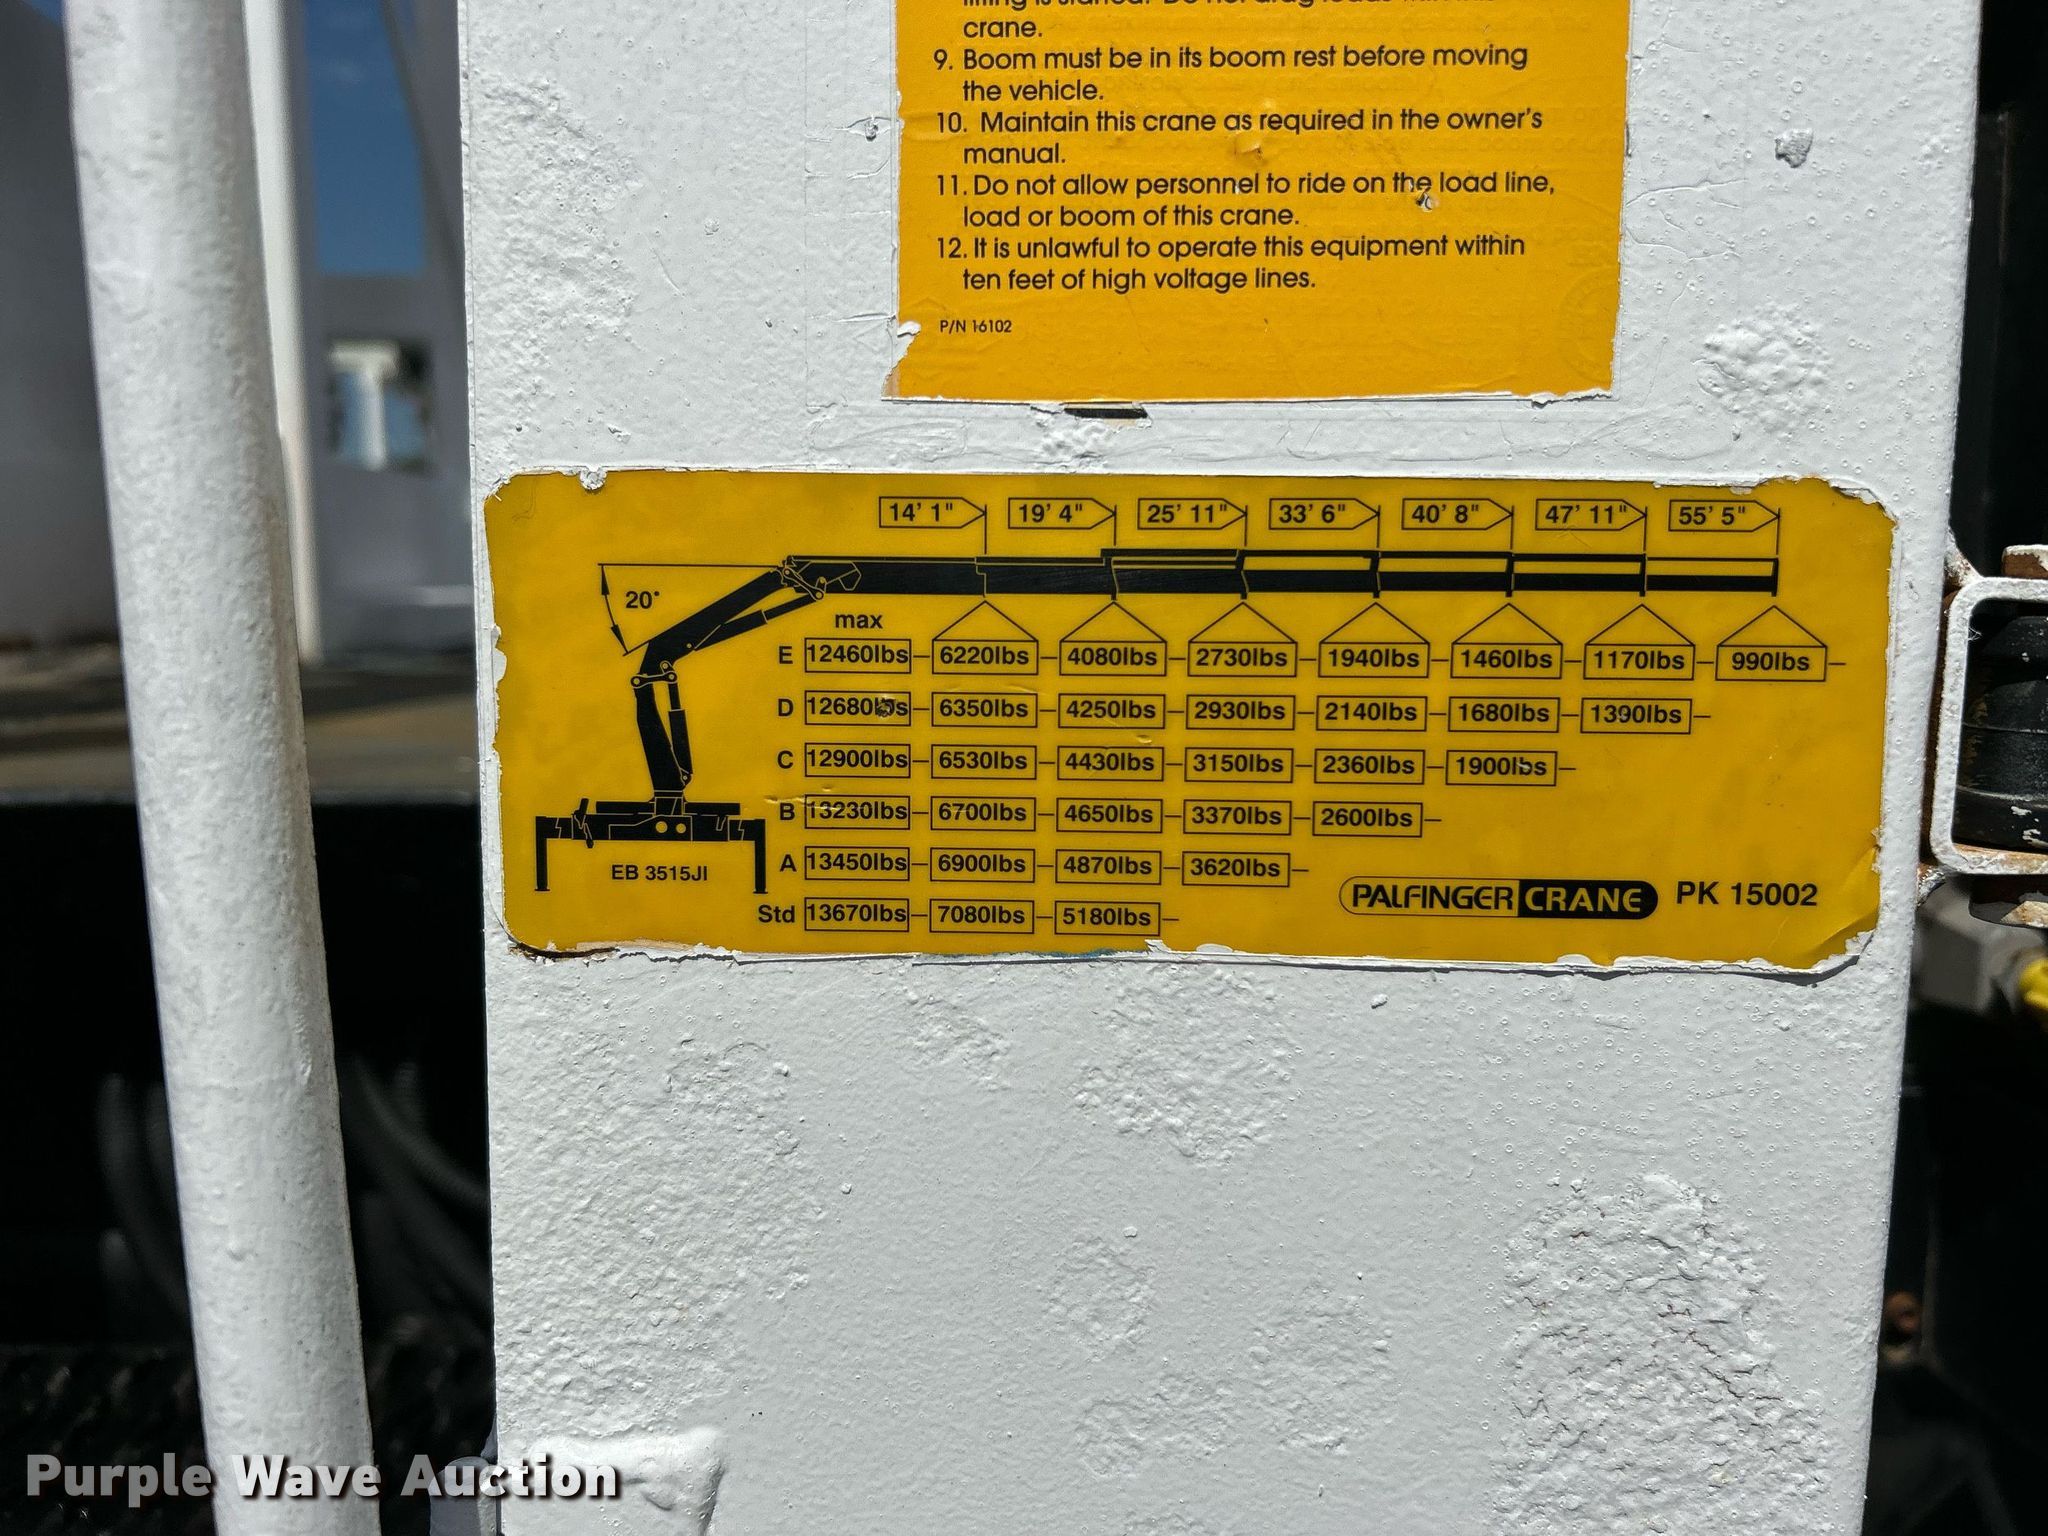 crane.
9. Boom must be in its boom rest before moving
the vehicle.
10. Maintain this crane as required in the owner's
manual.
11. Do not allow personnel to ride on the load line,
load or boom of this crane.
12. It is unlawful to operate this equipment within
ten feet of high voltage lines.
P/N 16102
14' 1" 19' 4" 25' 11" 33' 6" 40' 8" 47' 11" 55' 5"
20°
max
E 12460lbs 6220lbs 4080lbs 2730lbs 1940lbs 1460lbs 1170lbs 990lbs
D 12680lbs 6350lbs 4250lbs 2930lbs 2140lbs 1680lbs 1390lbs
C 12900lbs 6530lbs 4430lbs 3150lbs 2360lbs 1900lbs
B 13230lbs 6700lbs 4650lbs 3370lbs 2600lbs
A 13450lbs 6900lbs 4870lbs 3620lbs
EB 3515JI
Std 13670lbs 7080lbs 5180lbs
PALFINGER CRANE PK 15002
Purple Wave Auction